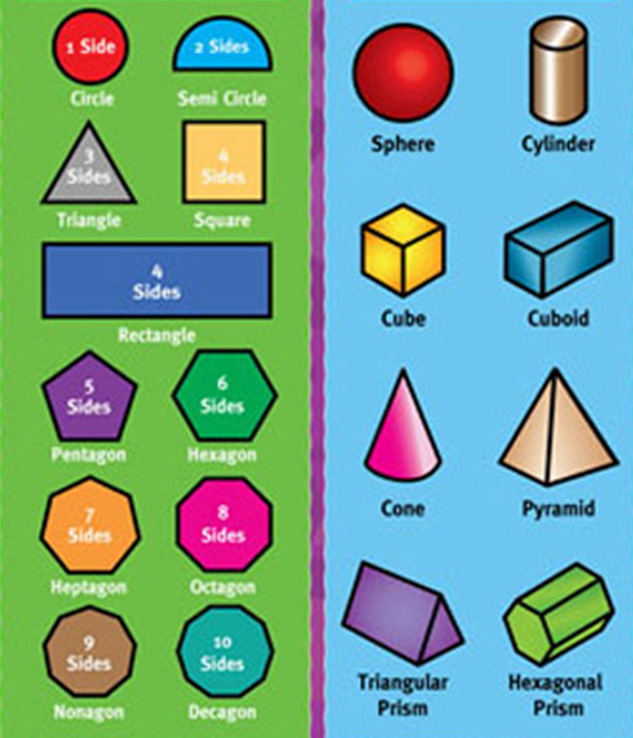 1 Side
Circle
2 Sides
Semi Circle
3
Sides
Triangle
4
Sides
Square
4
Sides
Rectangle
5
Sides
Pentagon
6
Sides
Hexagon
7
Sides
Heptagon
8
Sides
Octagon
9
Sides
Nonagon
10
Sides
Decagon
Sphere
Cylinder
Cube
Cuboid
Cone
Pyramid
Triangular
Prism
Hexagonal
Prism